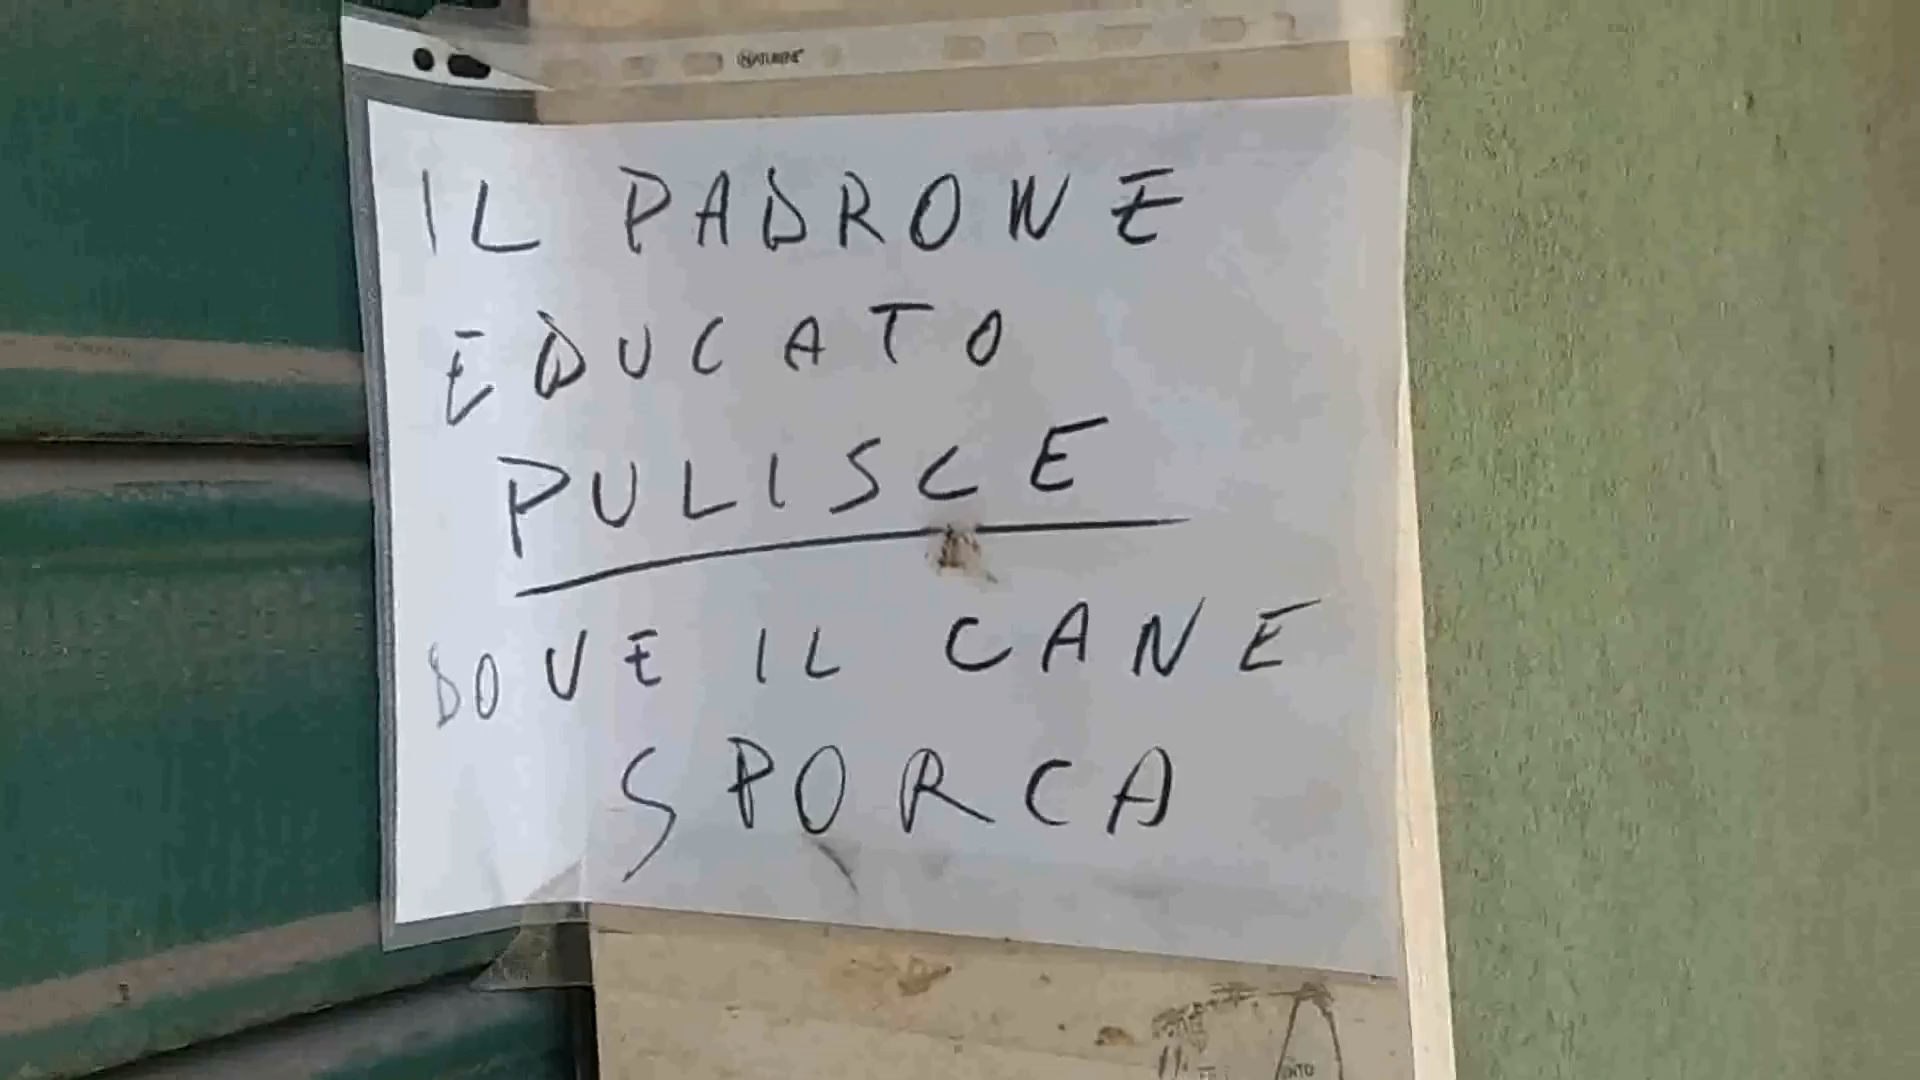 IL PADRONE
EDUCATO
PULISCE
DOVE IL CANE
SPORCA